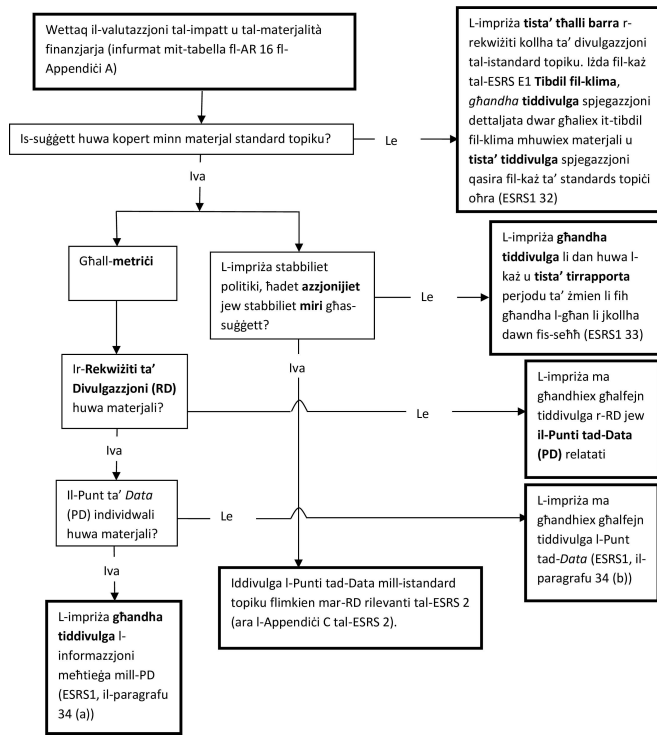 Wettaq il-valutazzjoni tal-impatt u tal-materjalità
finanzjarja (infurmat mit-tabella fl-AR 16 fl-
Appendiċi A)
L-impriża tista' tħalli barra r-
rekwiżiti kollha ta' divulgazzjoni
tal-istandard topiku. Iżda fil-każ
tal-ESRS E1 Tibdil fil-klima,
għandha tiddivulga spjegazzjoni
dettaljata dwar għaliex it-tibdil
fil-klima mhuwiex materjali u
tista' tiddivulga spjegazzjoni
qasira fil-każ ta' standards topiċi
oħra (ESRS1 32)
Is-suġġett huwa kopert minn materjal standard topiku?
Le
Iva
Għall-metriċi
L-impriża stabbiliet
politiki, ħadet azzjonijiet
jew stabbiliet miri għas-
suġġett?
Le
L-impriża għandha
tiddivulga li dan huwa l-
każ u tista' tirrapporta
perjodu ta' żmien li fih
għandha l-għan li jkollha
dawn fis-seħħ (ESRS1 33)
Iva
Ir-Rekwiżiti ta'
Divulgazzjoni (RD)
huwa materjali?
Le
L-impriża ma
għandhiex għalfejn
tiddivulga r-RD jew
il-Punti tad-Data
(PD) relatati
Iva
Il-Punt ta' Data
(PD) individwali
huwa materjali?
Le
L-impriża ma
għandhiex għalfejn
tiddivulga l-Punt
tad-Data (ESRS1, il-
paragrafu 34 (b))
Iva
Iddivulga l-Punti tad-Data mill-istandard
topiku flimkien mar-RD rilevanti tal-ESRS 2
(ara l-Appendiċi C tal-ESRS 2).
L-impriża għandha
tiddivulga l-
informazzjoni
meħtieġa mill-PD
(ESRS1, il-paragrafu
34 (a))